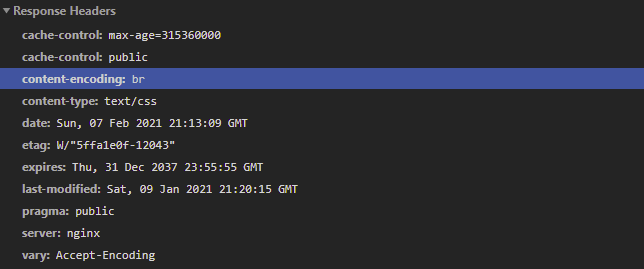 Response Headers
cache-control: max-age=315360000
cache-control: public
content-encoding: br
content-type: text/css
date: Sun, 07 Feb 2021 21:13:09 GMT
etag: W/"5ffa1e0f-12043"
expires: Thu, 31 Dec 2037 23:55:55 GMT
last-modified: Sat, 09 Jan 2021 21:20:15 GMT
pragma: public
server: nginx
vary: Accept-Encoding